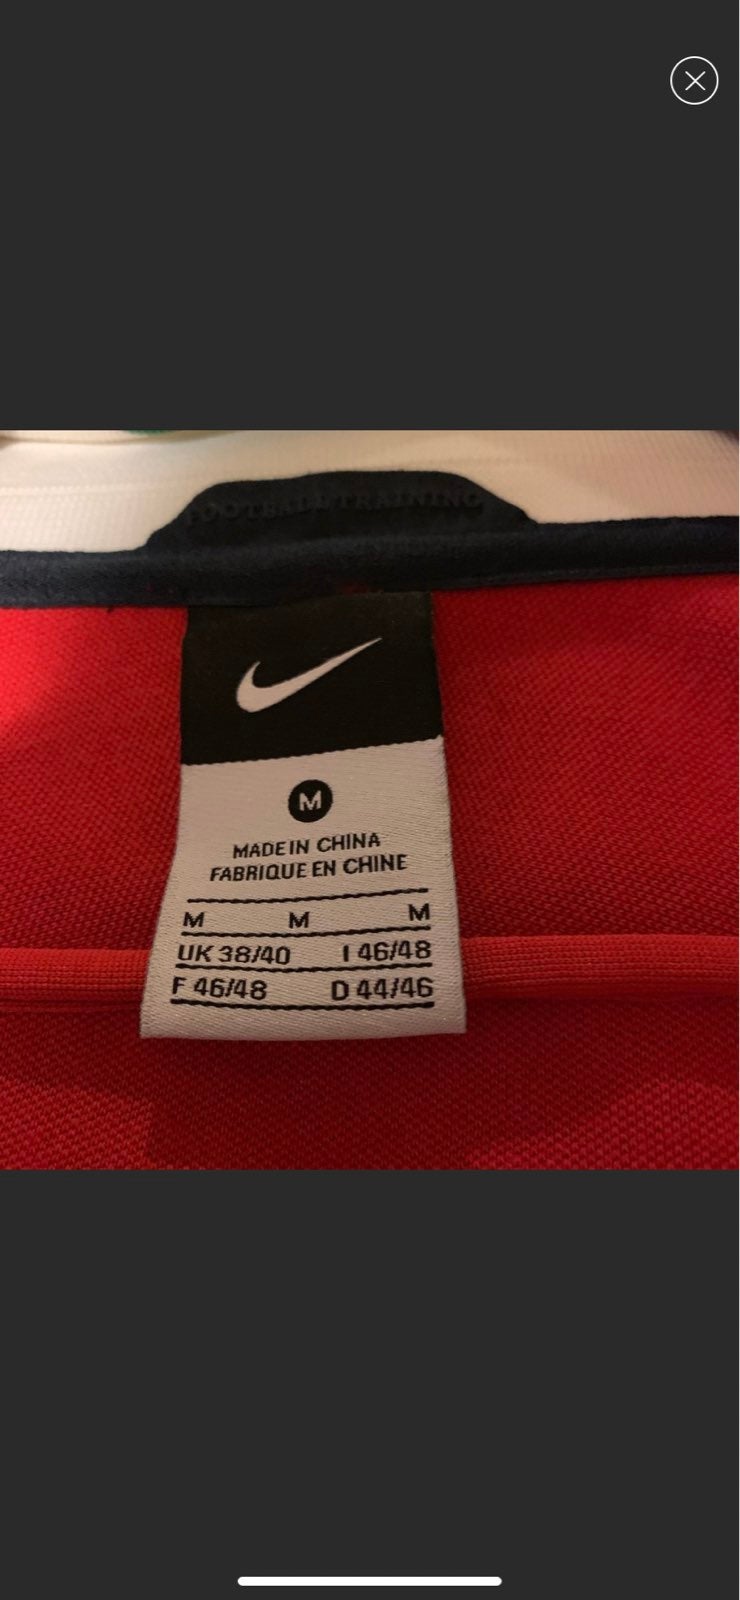 FOOTBALL TRAINING
M
MADE IN CHINA
FABRIQUE EN CHINE
M M M
UK 38/40 I 46/48
F 46/48 D 44/46